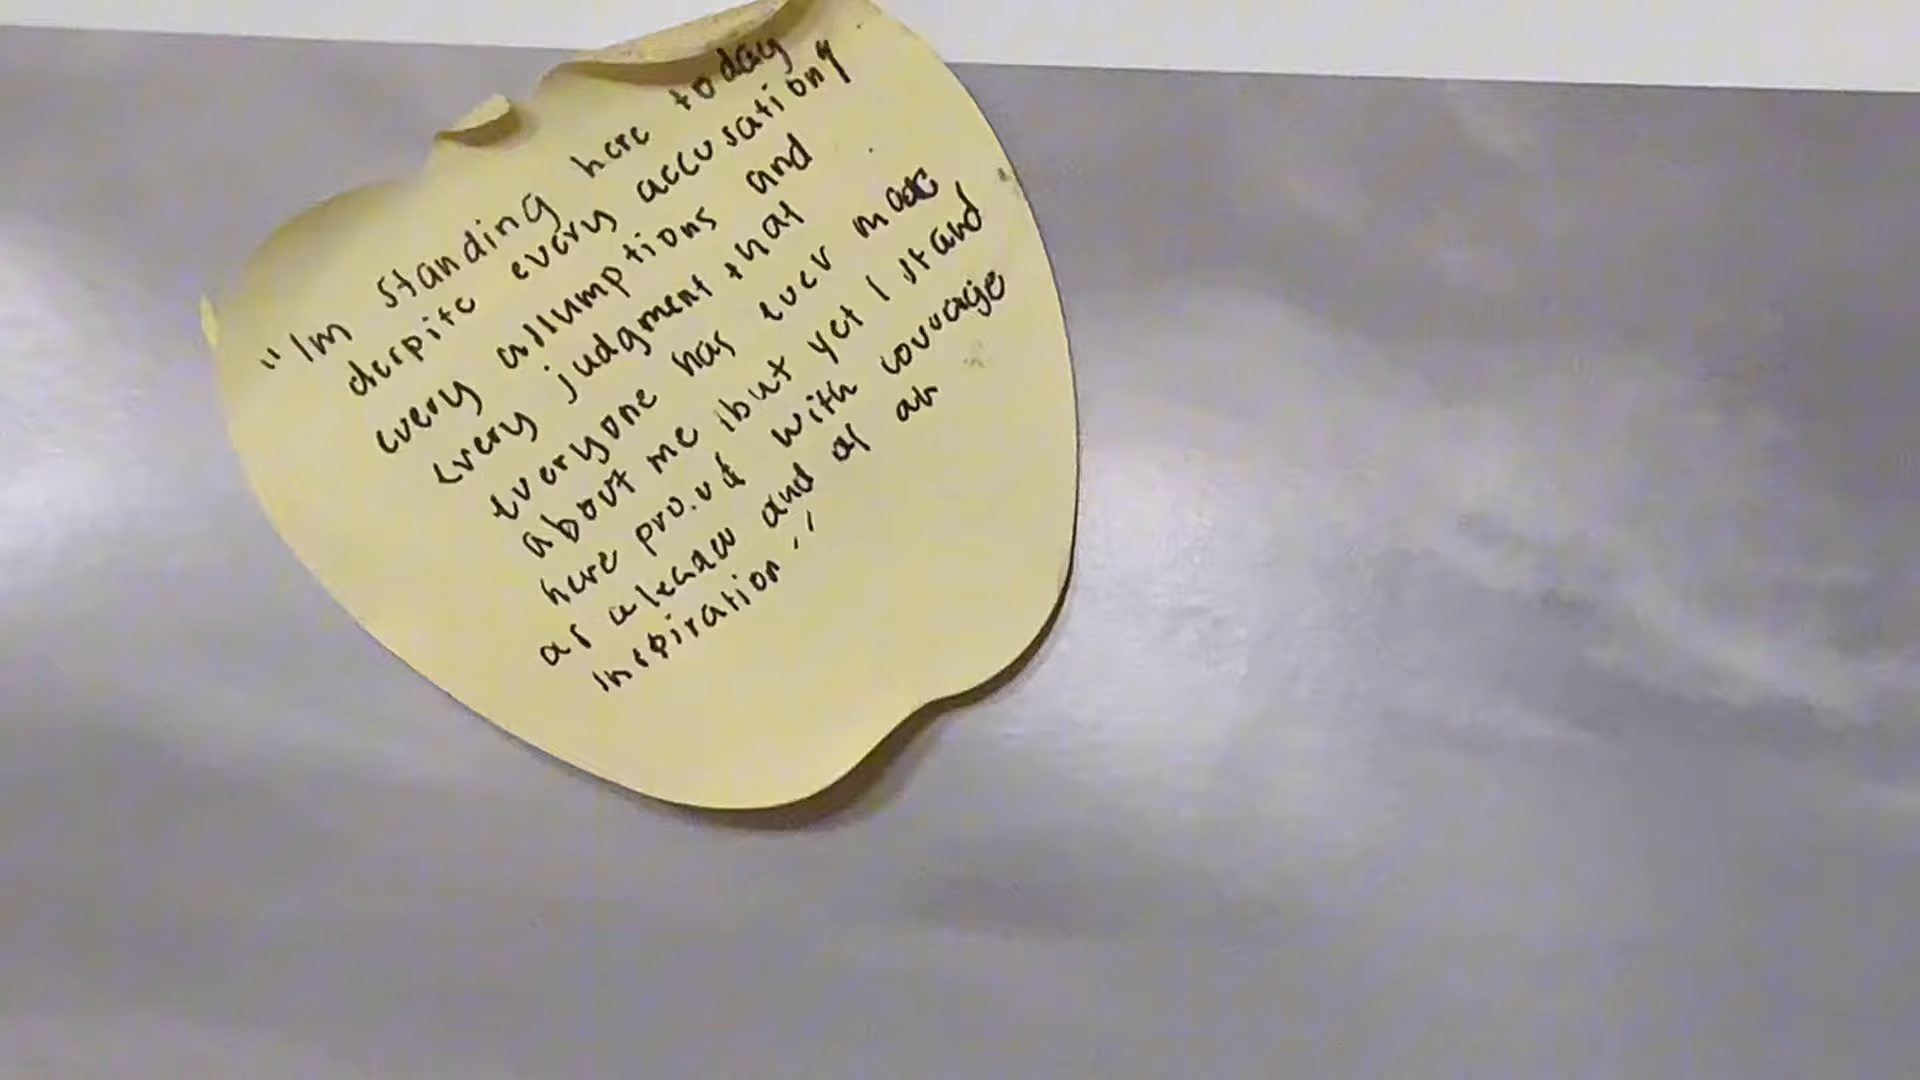 "Im standing here today
despite every accusation,
every assumptions and
every judgment that
everyone has ever made
about me, but yet I stand
here proud with courage
as a leader and as an
inspiration."